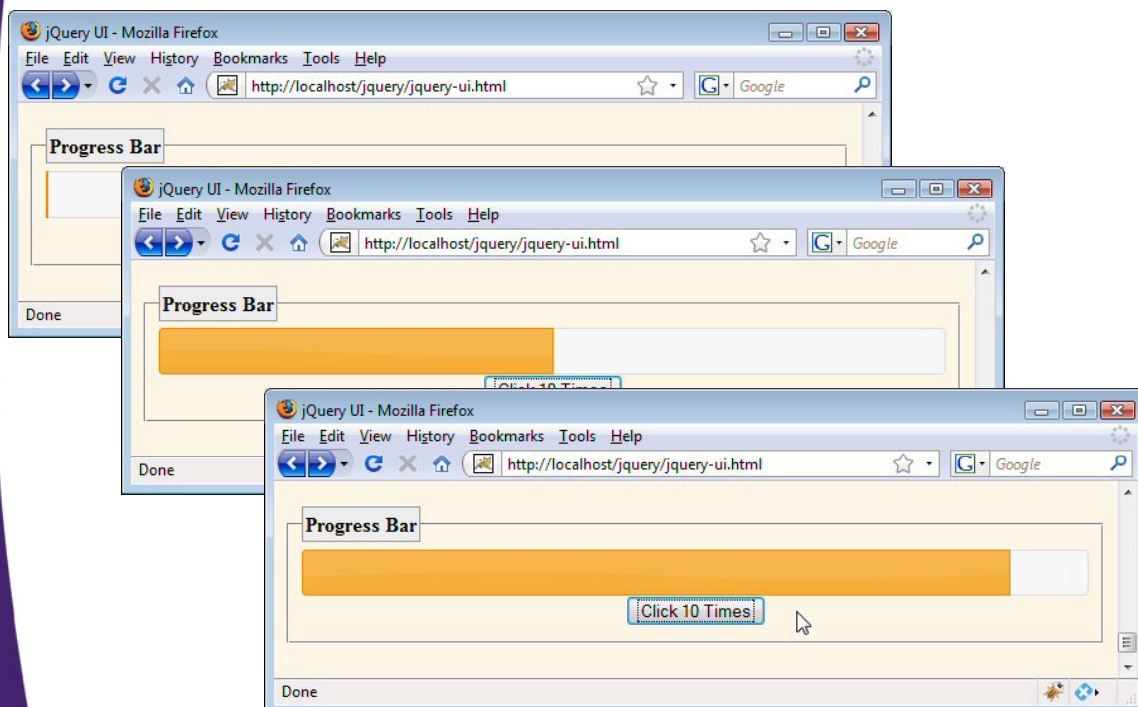 jQuery UI - Mozilla Firefox
File Edit View History Bookmarks Tools Help
http://localhost/jquery/jquery-ui.html
G Google
Progress Bar
Done
jQuery UI - Mozilla Firefox
File Edit View History Bookmarks Tools Help
http://localhost/jquery/jquery-ui.html
G Google
Progress Bar
Click 10 Times
Done
jQuery UI - Mozilla Firefox
File Edit View History Bookmarks Tools Help
http://localhost/jquery/jquery-ui.html
G Google
Progress Bar
Click 10 Times
Done